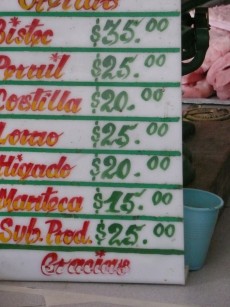 Bistec $35.00
Pernil $25.00
Costilla $20.00
Lomo $25.00
Hìgado $20.00
Manteca $15.00
Sub. Prod. $25.00
Gracias